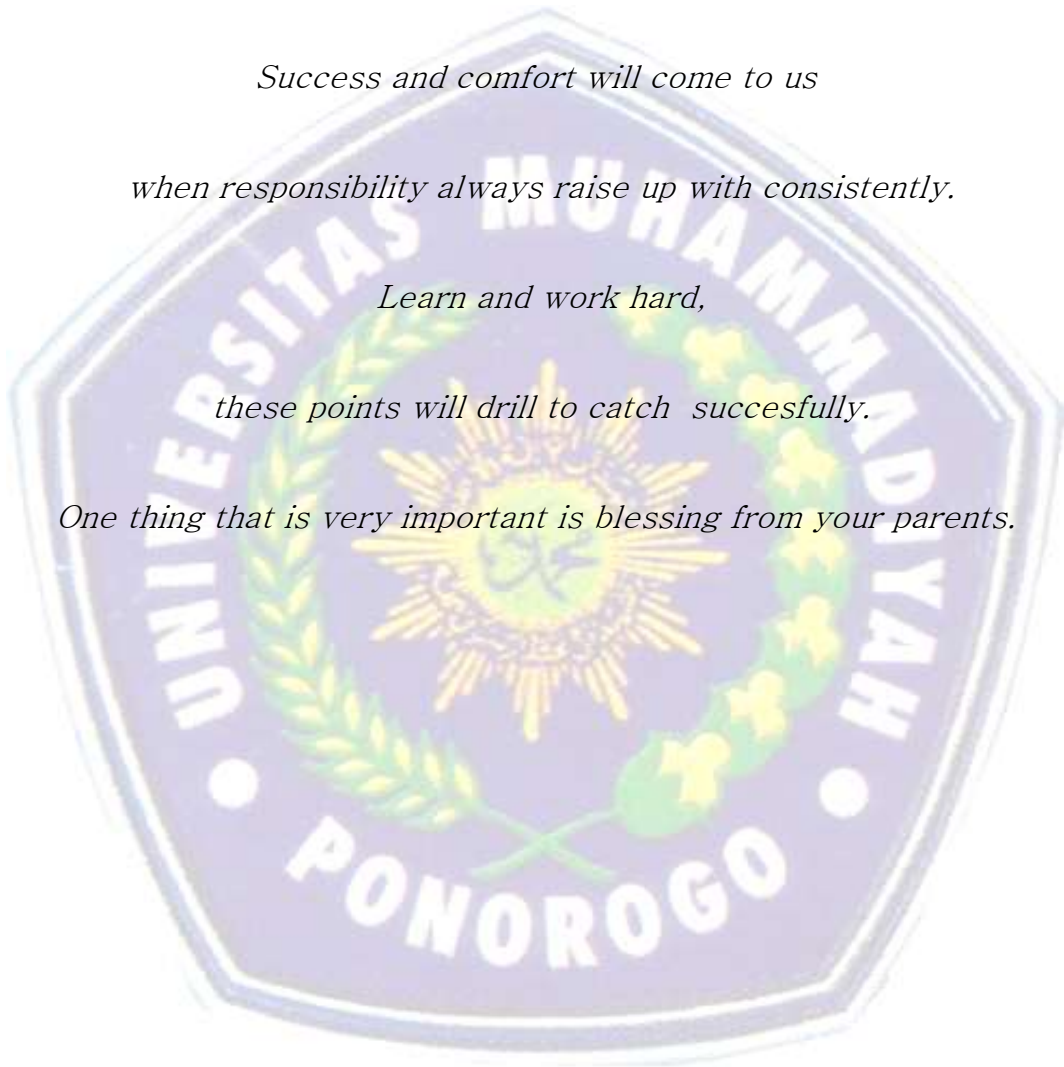 Success and comfort will come to us
when responsibility always raise up with consistently.
Learn and work hard,
these points will drill to catch  succesfully.
One thing that is very important is blessing from your parents.
UNIVERSITAS MUHAMMADIYAH
PONOROGO